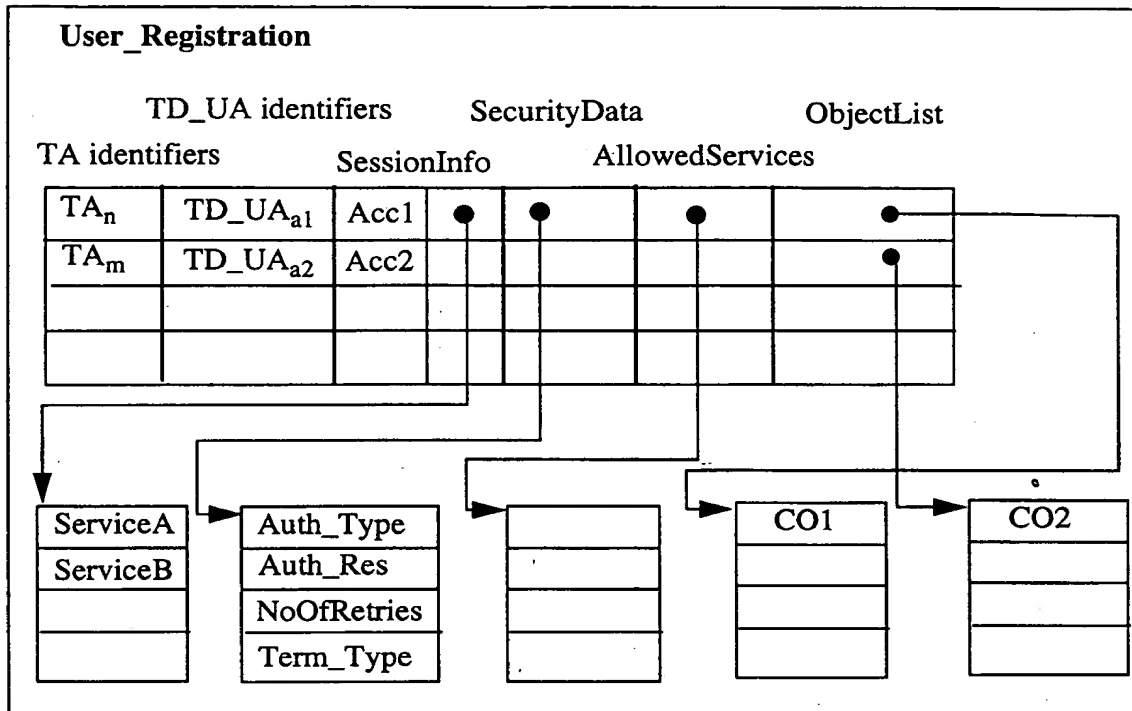 User_Registration
TD_UA identifiers SecurityData ObjectList
TA identifiers SessionInfo AllowedServices
TAn TD_UAa1 Acc1
TAm TD_UAa2 Acc2
ServiceA Auth_Type CO1 CO2
ServiceB Auth_Res
NoOfRetries
Term_Type